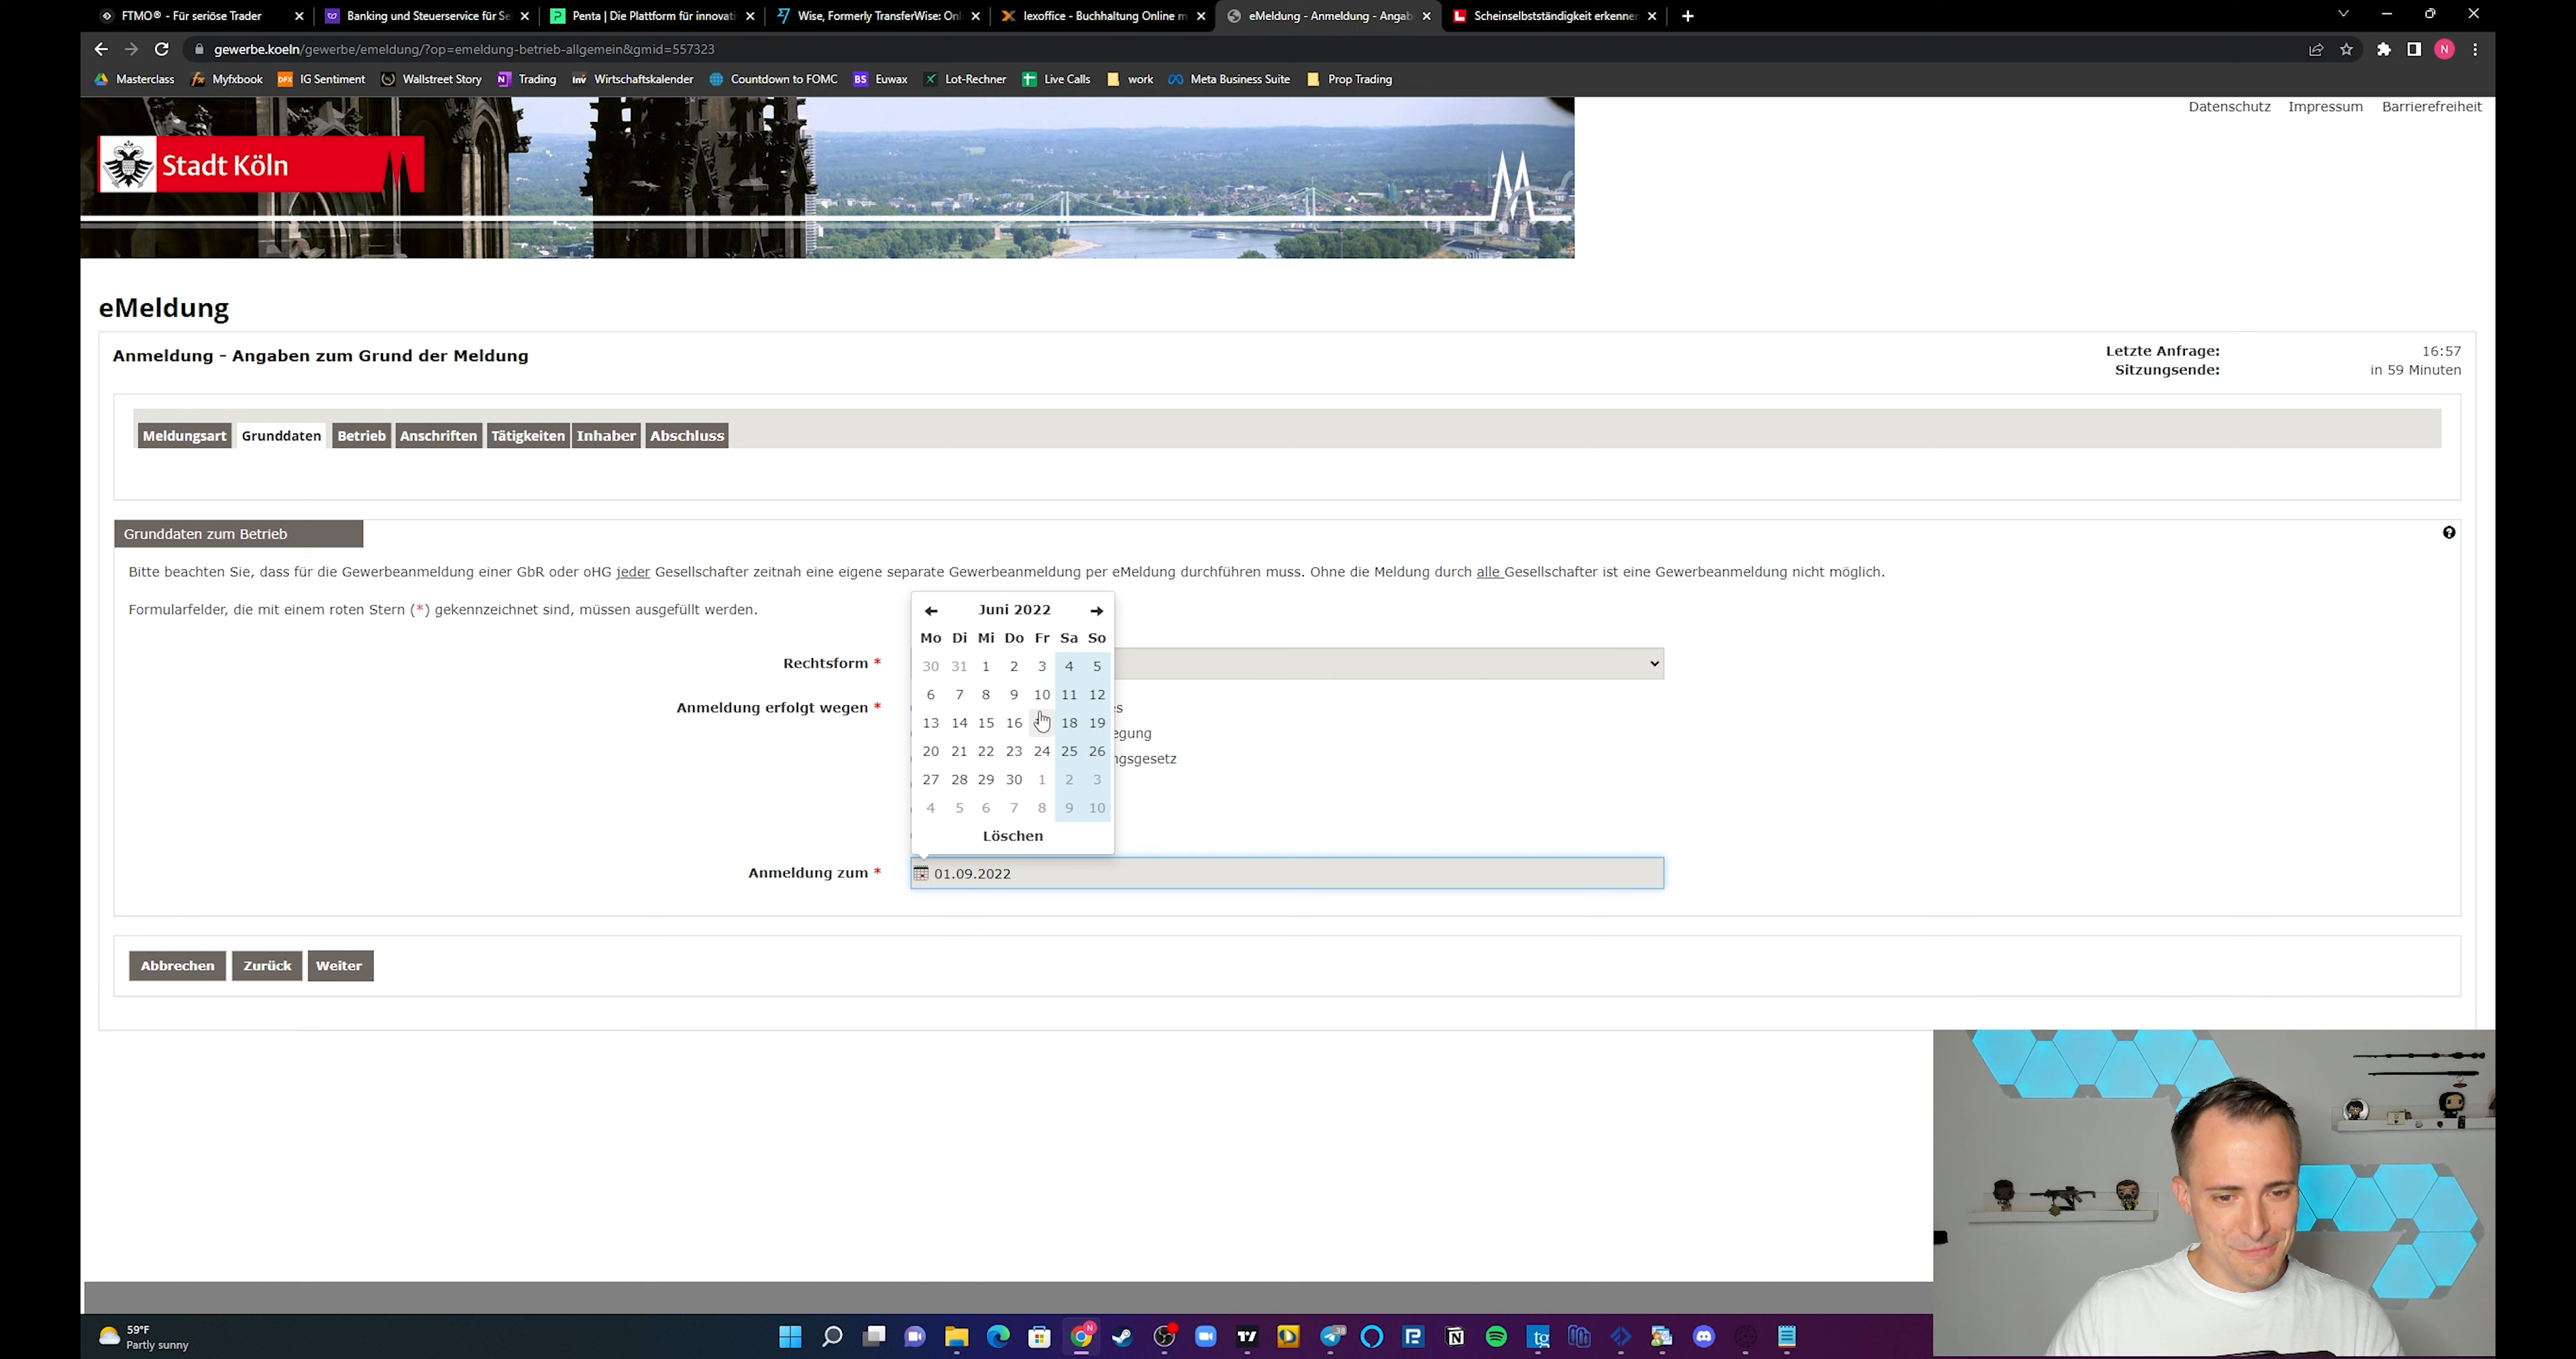 FTMO® - Für seriöse Trader
Banking und Steuerservice für Se
Penta | Die Plattform für innovati
Wise, Formerly TransferWise: Onl
lexoffice - Buchhaltung Online m
eMeldung - Anmeldung - Angab
Scheinselbstständigkeit erkennen
gewerbe.koeln/gewerbe/emeldung/?op=emeldung-betrieb-allgemein&gmid=557323
N
Masterclass
Myfxbook
IG Sentiment
Wallstreet Story
Trading
Wirtschaftskalender
Countdown to FOMC
BS Euwax
Lot-Rechner
Live Calls
work
Meta Business Suite
Prop Trading
Datenschutz Impressum Barrierefreiheit
Stadt Köln
eMeldung
Anmeldung - Angaben zum Grund der Meldung
Letzte Anfrage: 16:57
Sitzungsende: in 59 Minuten
Meldungsart Grunddaten Betrieb Anschriften Tätigkeiten Inhaber Abschluss
Grunddaten zum Betrieb
Bitte beachten Sie, dass für die Gewerbeanmeldung einer GbR oder oHG jeder Gesellschafter zeitnah eine eigene separate Gewerbeanmeldung per eMeldung durchführen muss. Ohne die Meldung durch alle Gesellschafter ist eine Gewerbeanmeldung nicht möglich.
Formularfelder, die mit einem roten Stern (*) gekennzeichnet sind, müssen ausgefüllt werden.
Juni 2022
Mo Di Mi Do Fr Sa So
30 31 1 2 3 4 5
6 7 8 9 10 11 12
13 14 15 16 18 19
20 21 22 23 24 25 26
27 28 29 30 1 2 3
4 5 6 7 8 9 10
Löschen
Rechtsform *
Anmeldung erfolgt wegen *
es
egung
ngsgesetz
Anmeldung zum *
01.09.2022
Abbrechen Zurück Weiter
59°F
Partly sunny